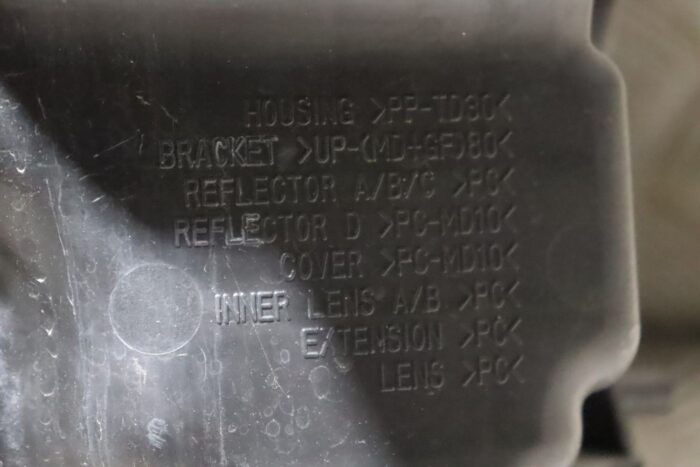 HOUSING >PP-TD30<
BRACKET >UP-(MD+GF)80<
REFLECTOR A/B/C >PC<
REFLECTOR D >PC-MD10<
COVER >PC-MD10<
INNER LENS A/B >PC<
EXTENSION >PC<
LENS >PC<